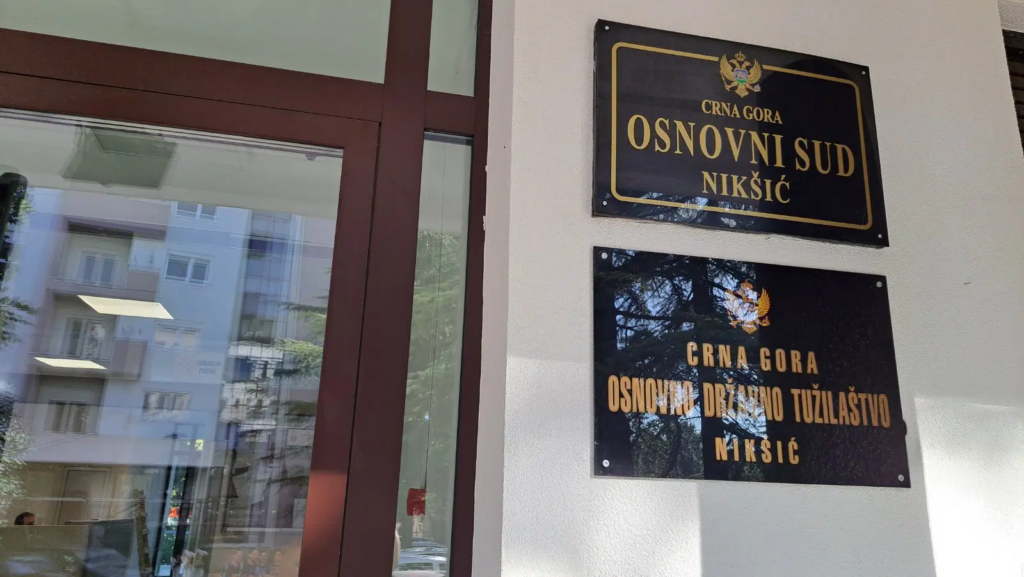 CRNA GORA
OSNOVNI SUD
NIKŠIĆ
CRNA GORA
OSNOVNO DRŽAVNO TUŽILAŠTVO
NIKŠIĆ